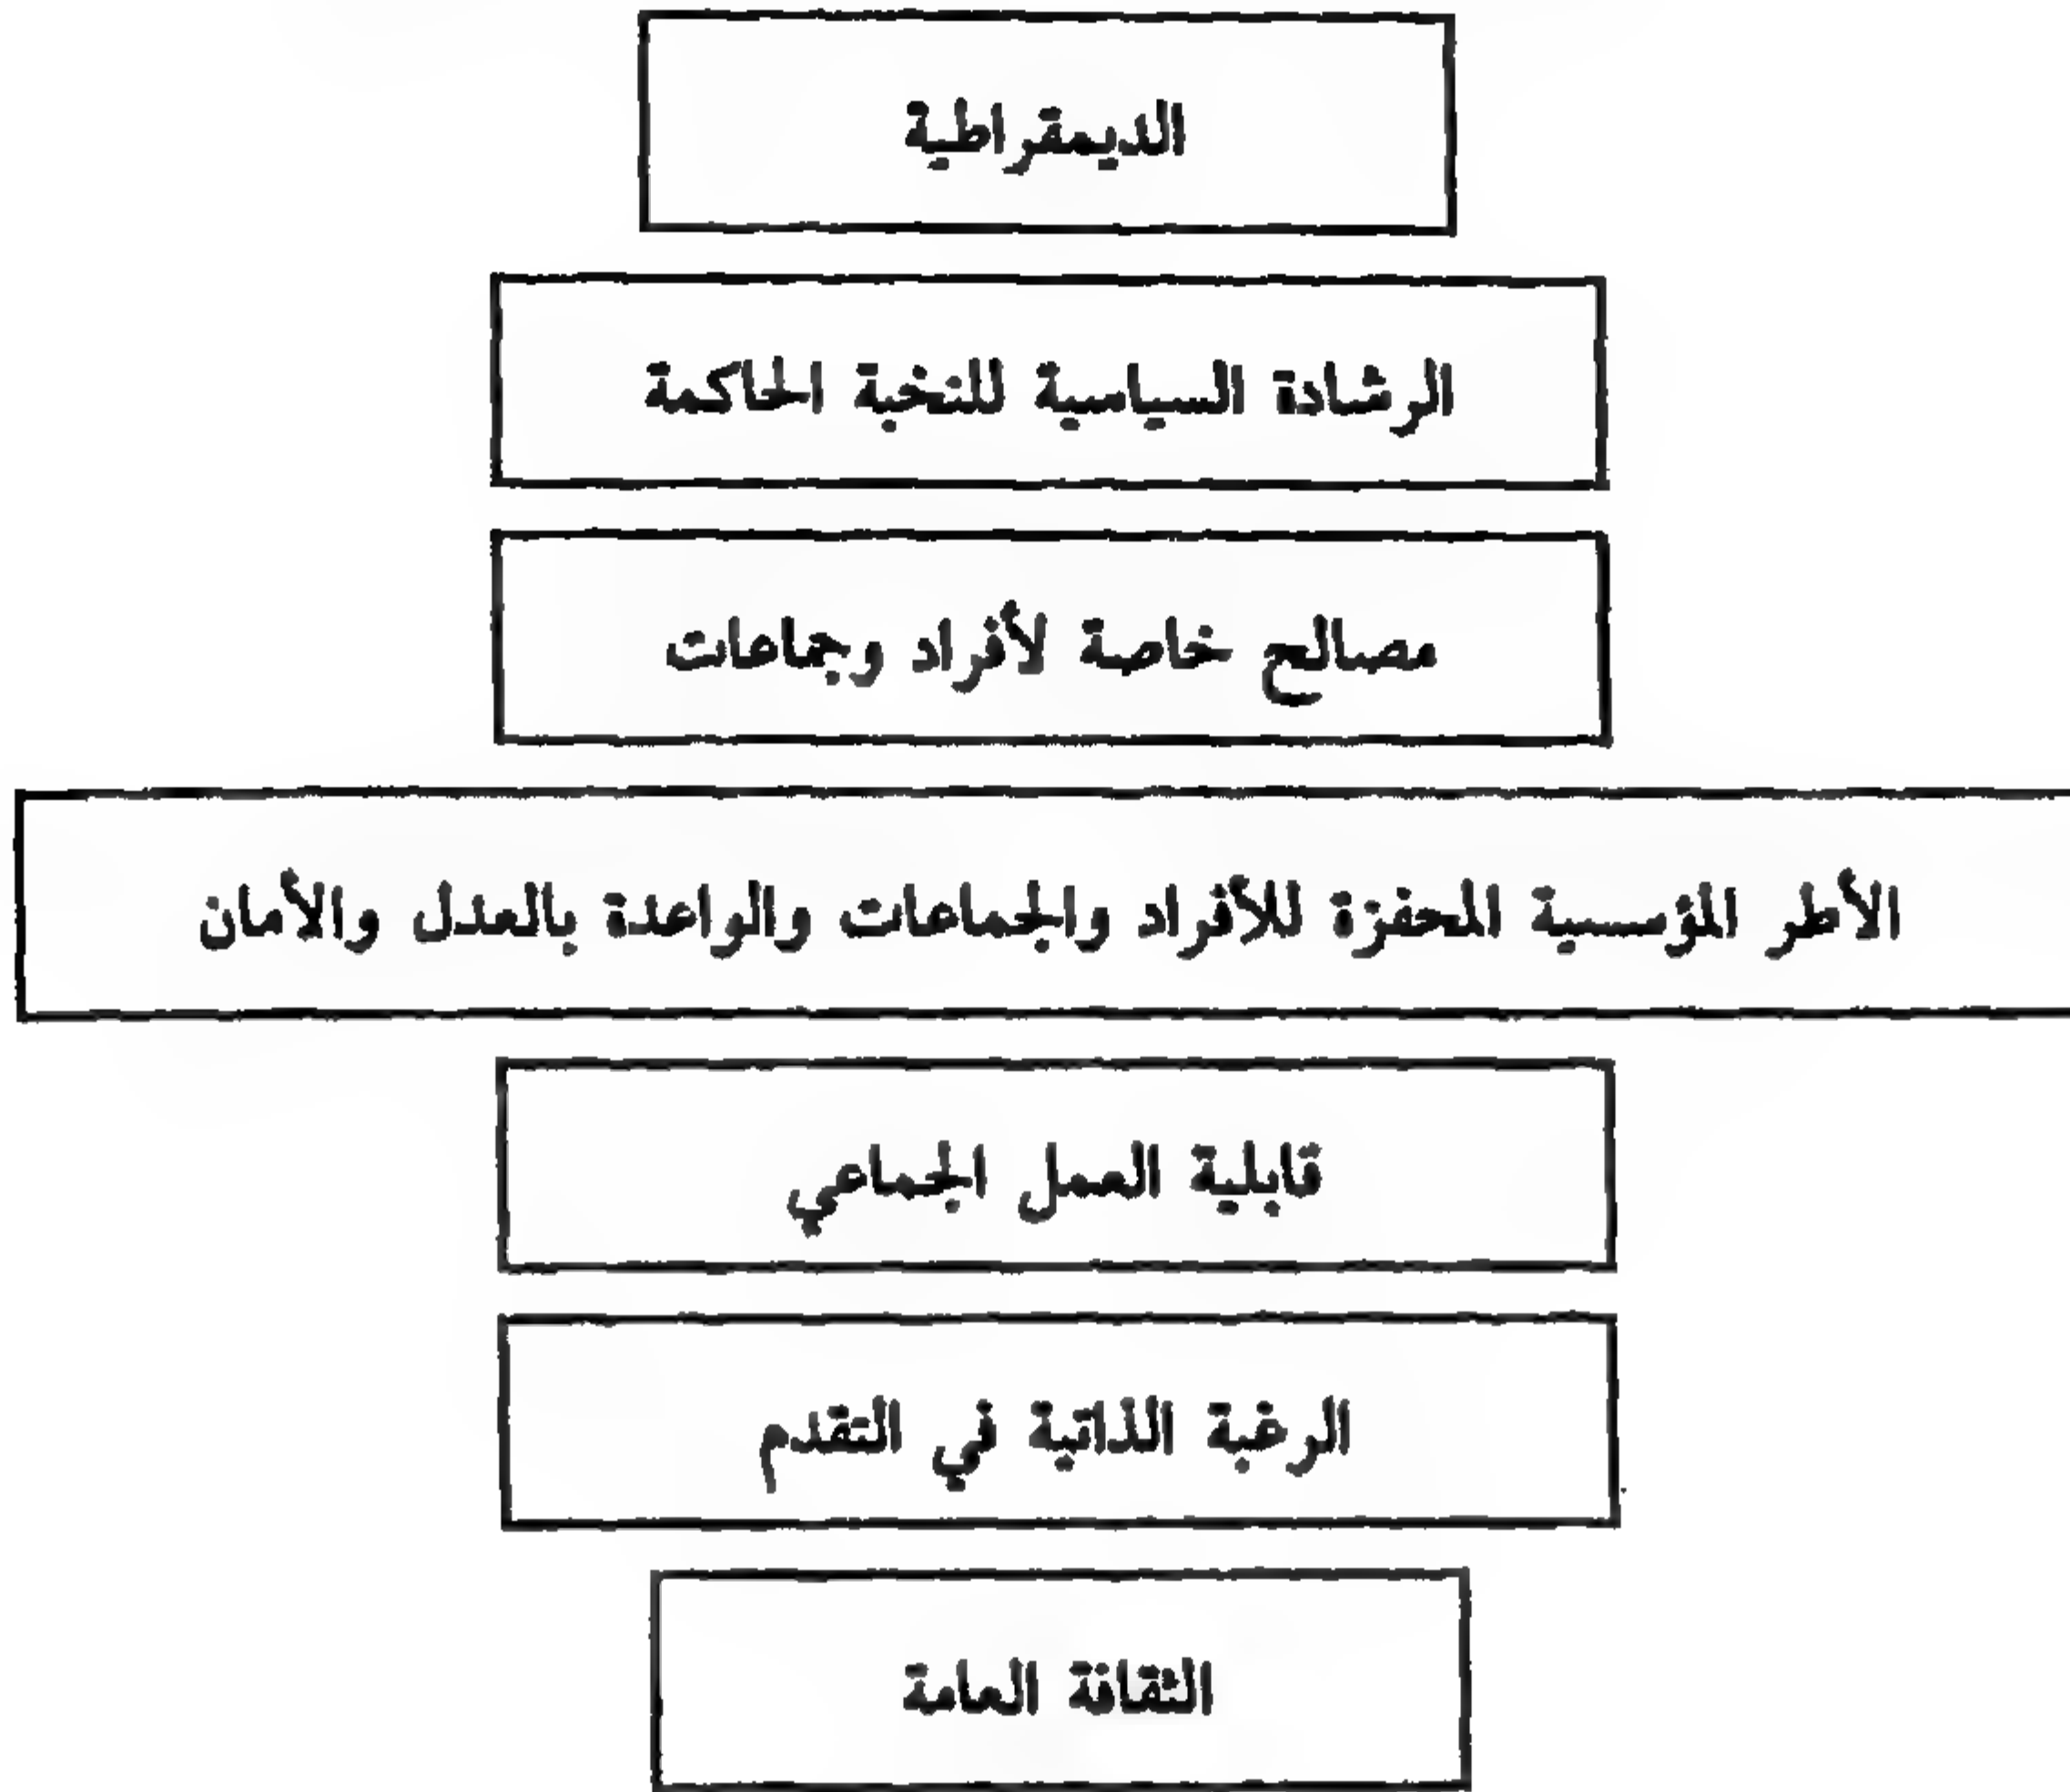 الديمقراطية
الرشادة السياسية للنخبة الحاكمة
مصالح خاصة لأفراد وجماعات
الأطر المؤسسية المحفزة للأفراد والجماعات والواعدة بالعدل والأمان
قابلية العمل الجماعي
الرغبة الذاتية في التقدم
الثقافة العامة